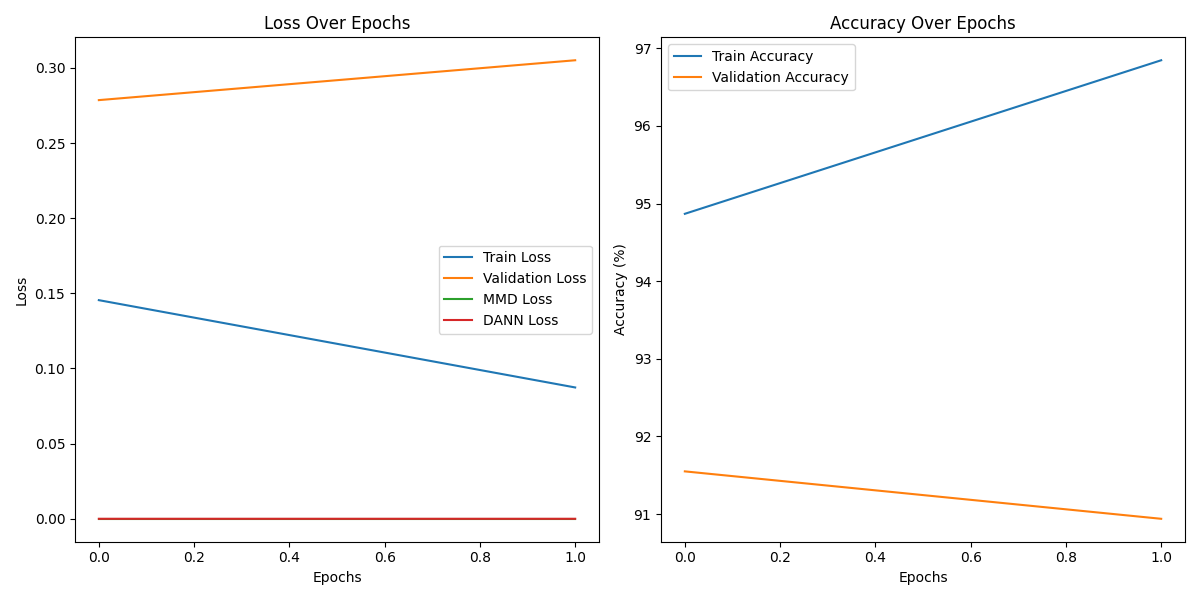 Loss Over Epochs
0.30
0.25
0.20
0.15
0.10
0.05
0.00
Loss
Train Loss
Validation Loss
MMD Loss
DANN Loss
0.0 0.2 0.4 0.6 0.8 1.0
Epochs
Accuracy Over Epochs
97
96
95
94
93
92
91
Accuracy (%)
Train Accuracy
Validation Accuracy
0.0 0.2 0.4 0.6 0.8 1.0
Epochs